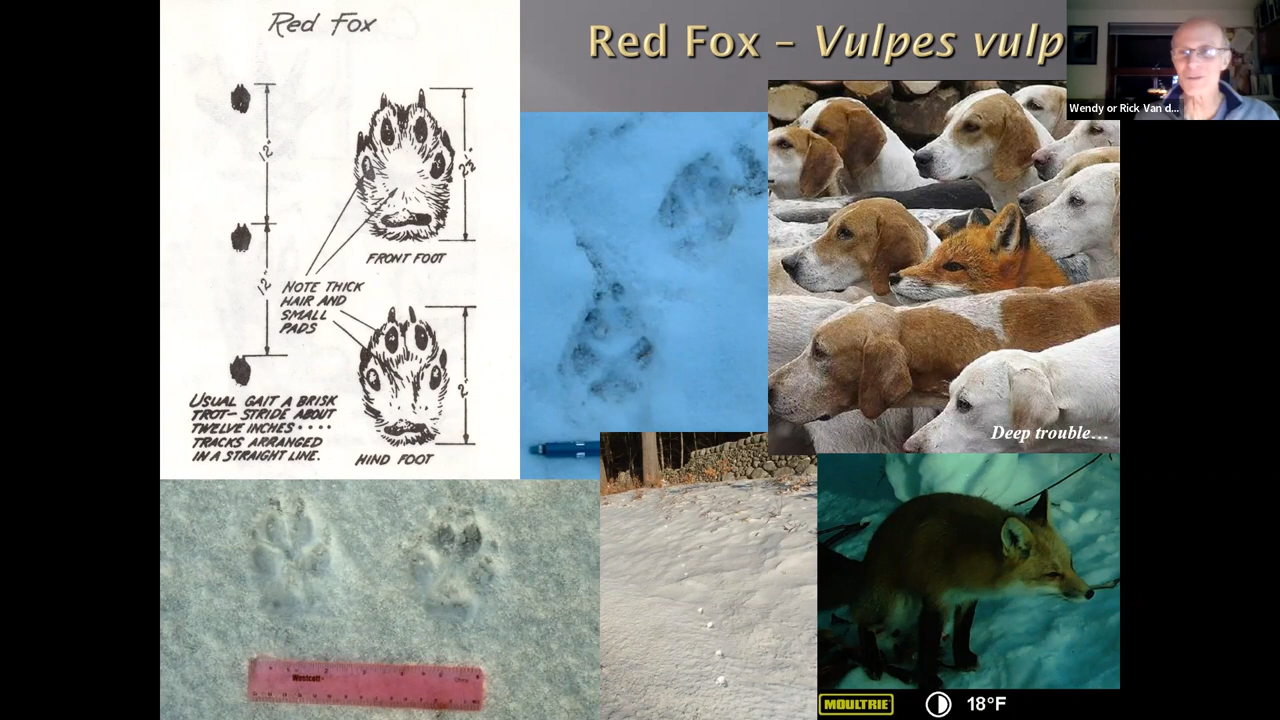 Red Fox
Red Fox – Vulpes vulp
Wendy or Rick Van d...
12"
12"
2½"
FRONT FOOT
NOTE THICK
HAIR AND
SMALL
PADS
2"
USUAL GAIT A BRISK
TROT— STRIDE ABOUT
TWELVE INCHES • • • •
TRACKS ARRANGED
IN A STRAIGHT LINE.
HIND FOOT
Deep trouble…
Westcott
MOULTRIE
18°F